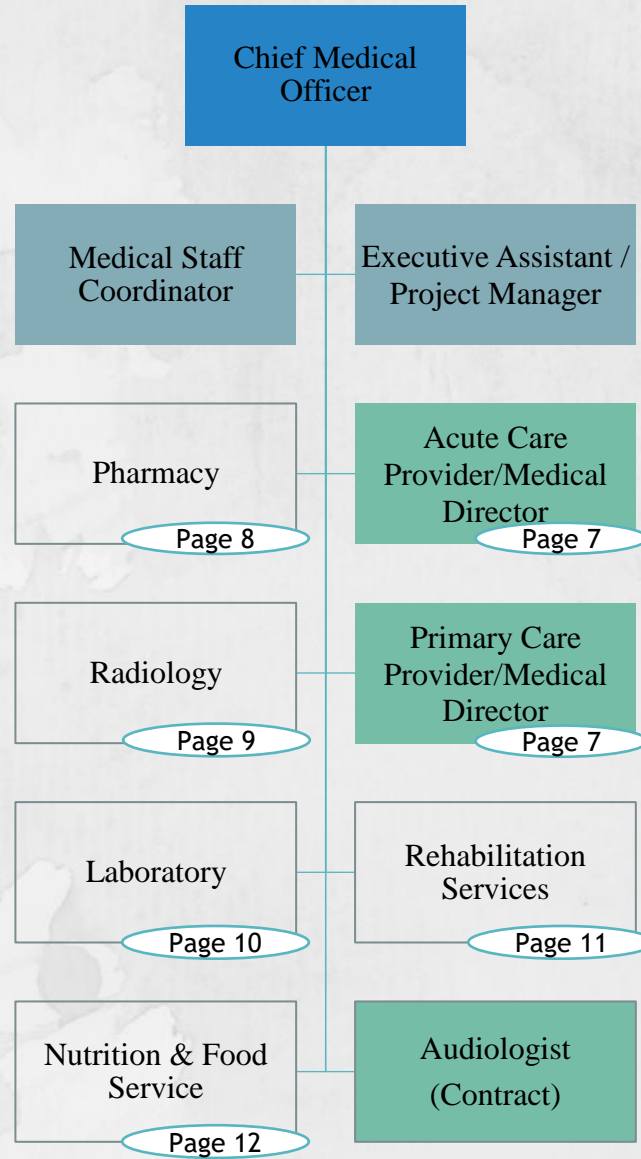 Chief Medical
Officer
Medical Staff
Coordinator
Executive Assistant /
Project Manager
Pharmacy
Page 8
Acute Care
Provider/Medical
Director
Page 7
Radiology
Page 9
Primary Care
Provider/Medical
Director
Page 7
Laboratory
Page 10
Rehabilitation
Services
Page 11
Nutrition & Food
Service
Page 12
Audiologist
(Contract)